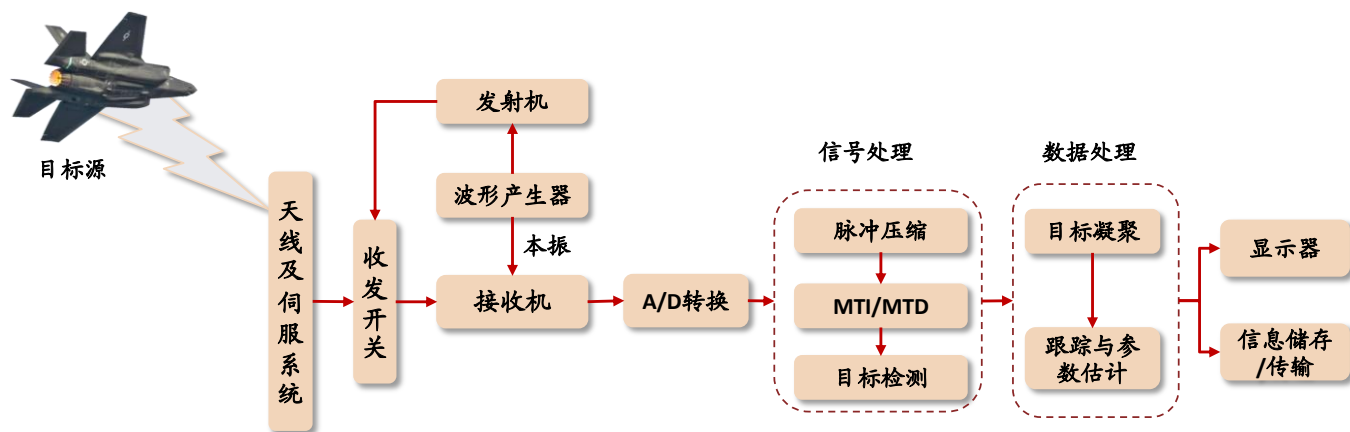 目标源
天线及伺服系统
收发开关
发射机
波形产生器
本振
接收机
A/D转换
信号处理
脉冲压缩
MTI/MTD
目标检测
数据处理
目标凝聚
跟踪与参
数估计
显示器
信息储存
/传输